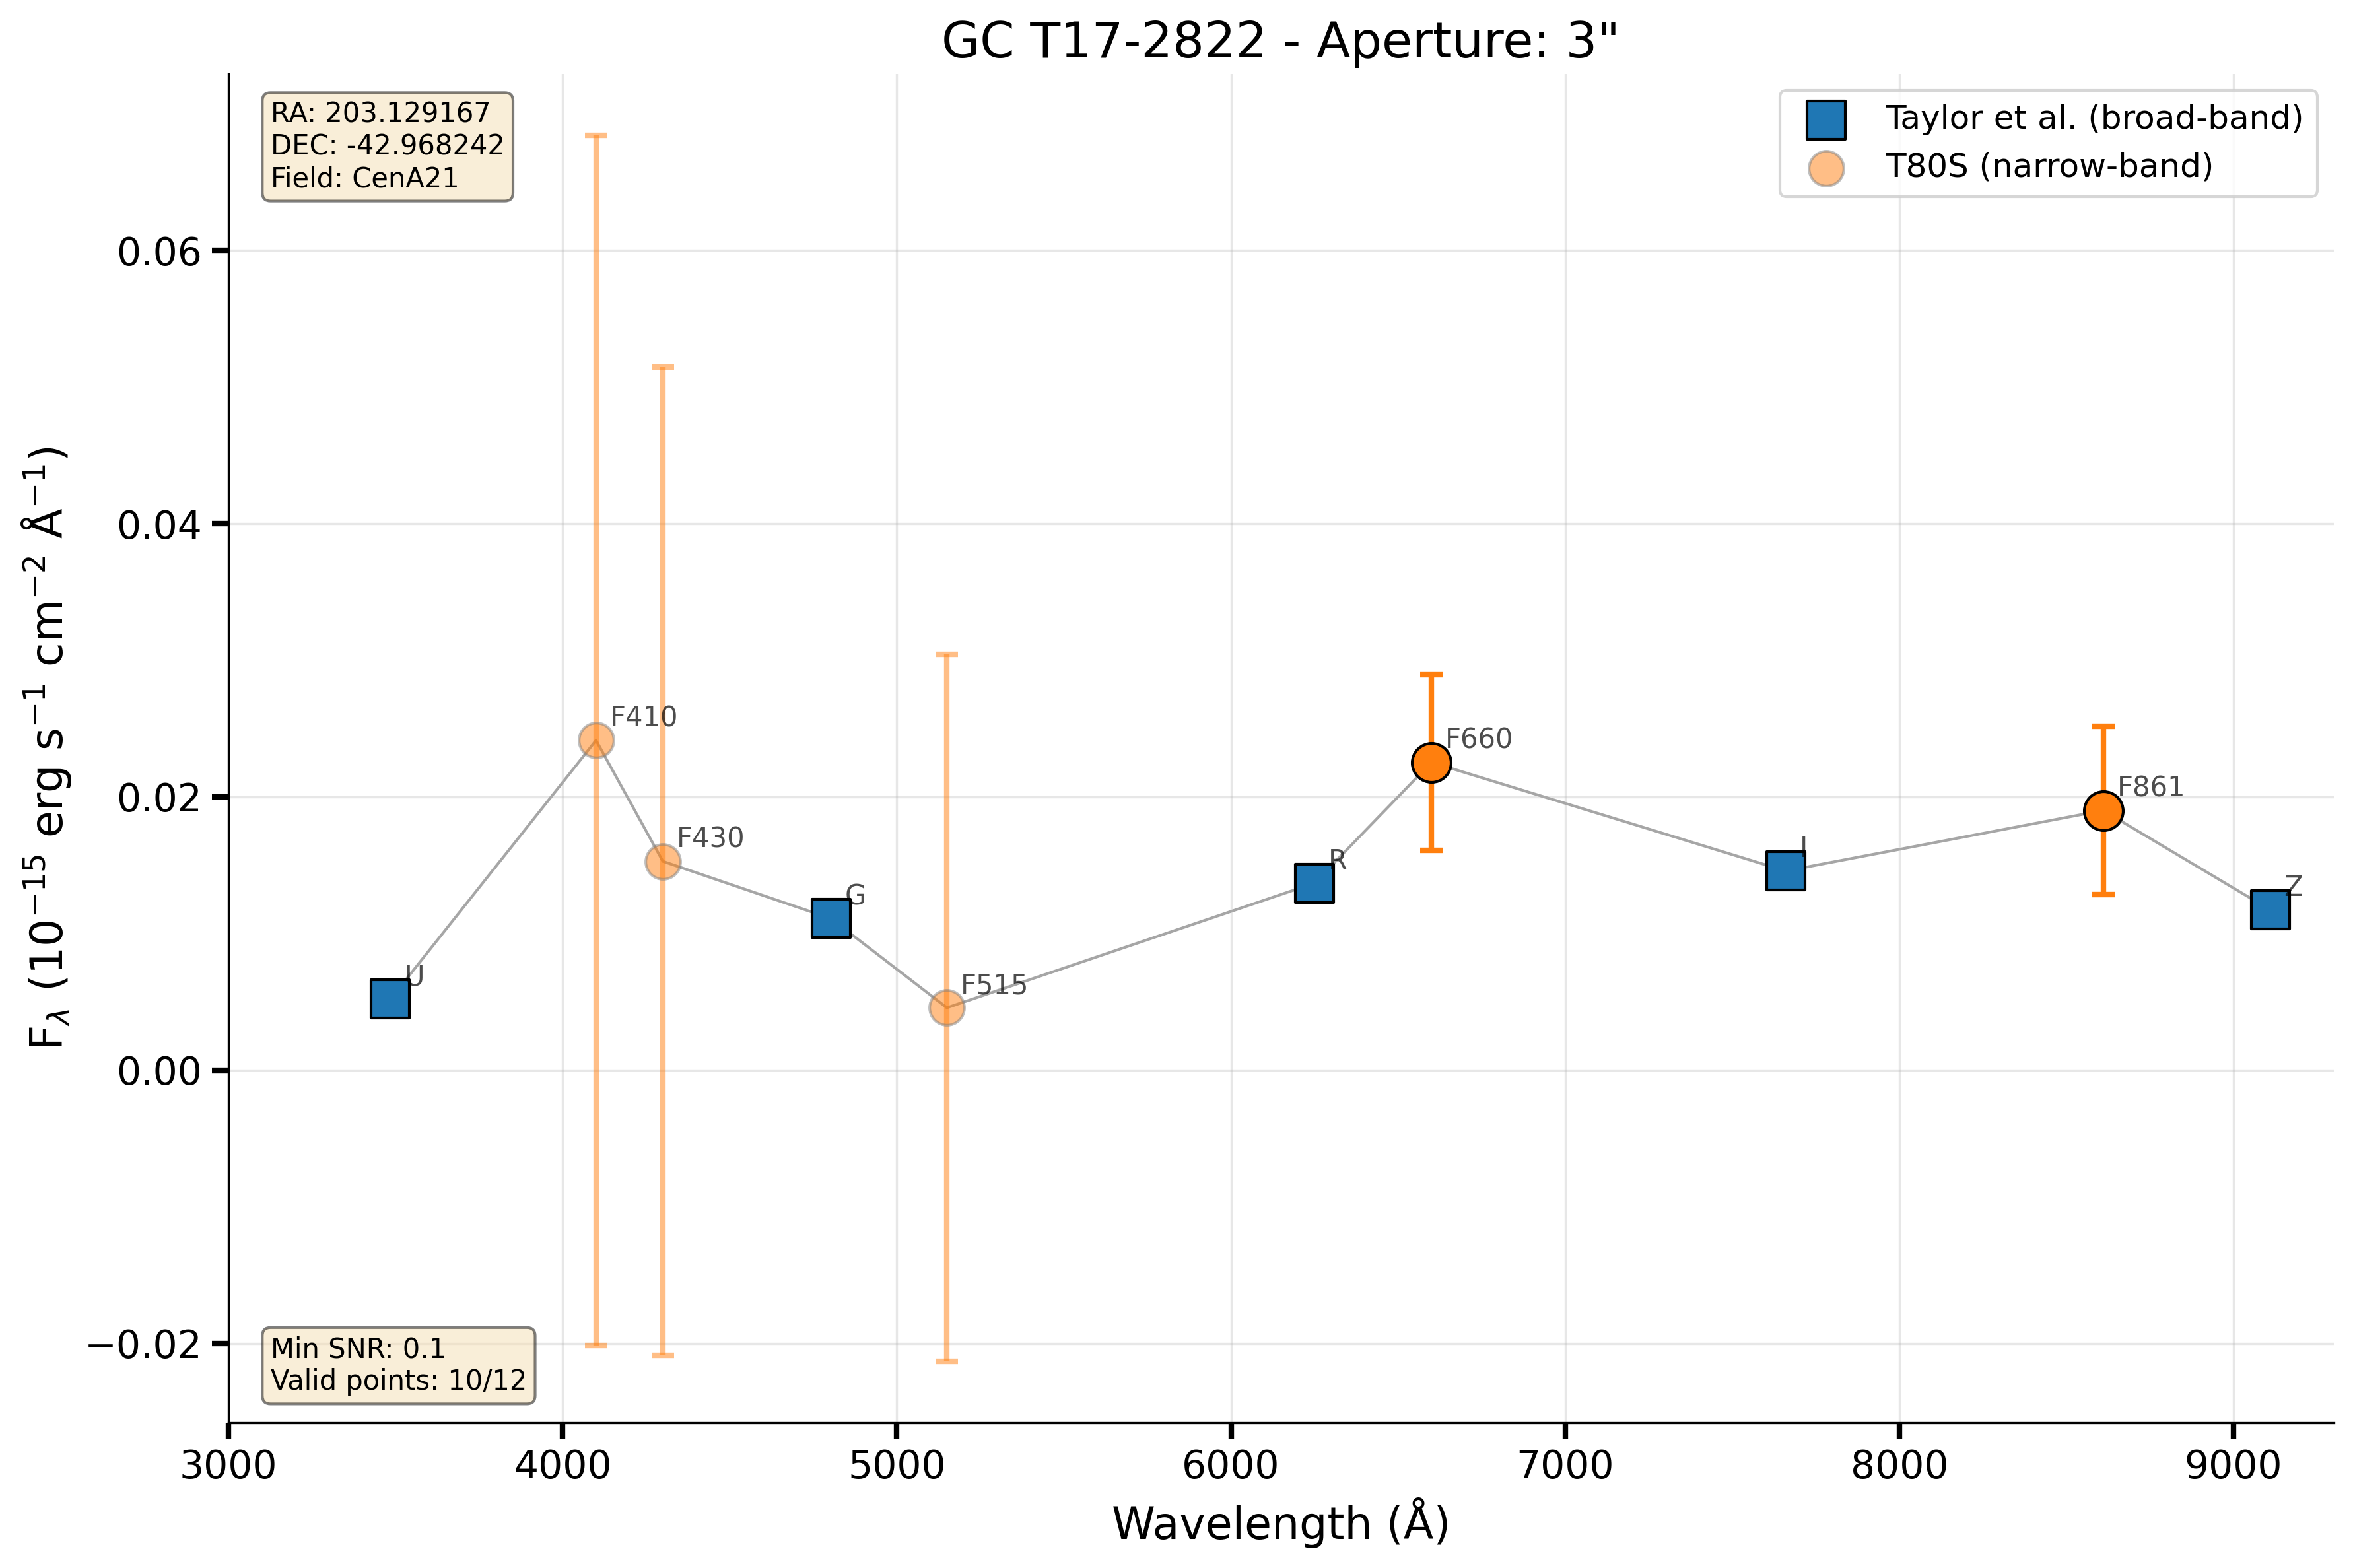 GC T17-2822 - Aperture: 3"
RA: 203.129167
DEC: -42.968242
Field: CenA21
Taylor et al. (broad-band)
T80S (narrow-band)
0.06
0.04
0.02
0.00
−0.02
F_λ (10⁻¹⁵ erg s⁻¹ cm⁻² Å⁻¹)
U
F410
F430
G
F515
R
F660
I
F861
Z
Min SNR: 0.1
Valid points: 10/12
3000 4000 5000 6000 7000 8000 9000
Wavelength (Å)